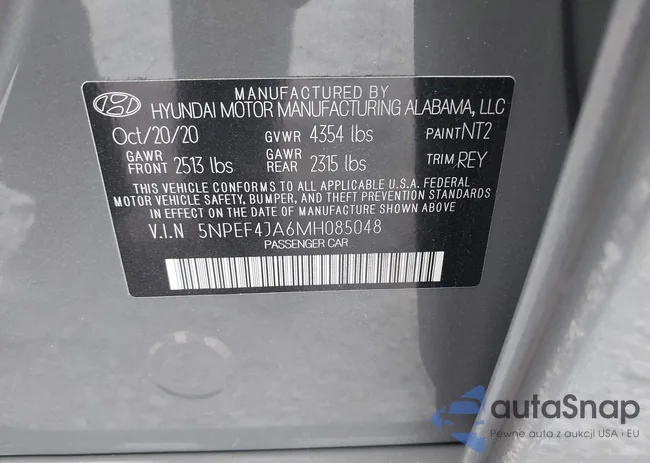 MANUFACTURED BY
HYUNDAI MOTOR MANUFACTURING ALABAMA, LLC
Oct/20/20 GVWR 4354 lbs PAINT NT2
GAWR FRONT 2513 lbs GAWR REAR 2315 lbs TRIM REY
THIS VEHICLE CONFORMS TO ALL APPLICABLE U.S.A. FEDERAL
MOTOR VEHICLE SAFETY, BUMPER, AND THEFT PREVENTION STANDARDS
IN EFFECT ON THE DATE OF MANUFACTURE SHOWN ABOVE.
V.I.N 5NPEF4JA6MH085048
PASSENGER CAR
autaSnap
Pewne auta z aukcji USA i EU